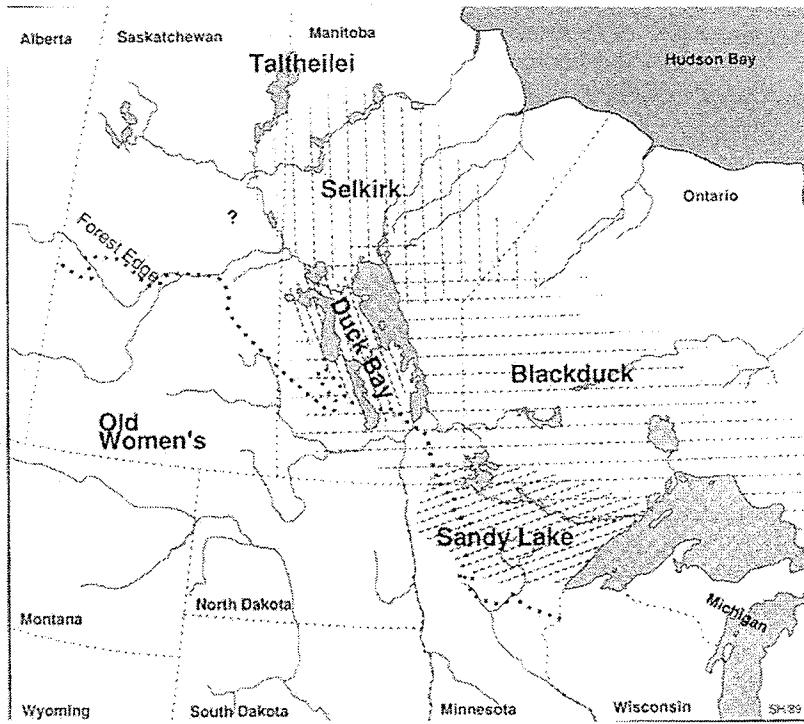 Alberta
Saskatchewan
Manitoba
Taltheilei
Hudson Bay
Selkirk
Ontario
?
Forest Edge
Duck Bay
Blackduck
Old
Women's
Sandy Lake
North Dakota
Montana
Michigan
Wyoming
South Dakota
Minnesota
Wisconsin
SH/89